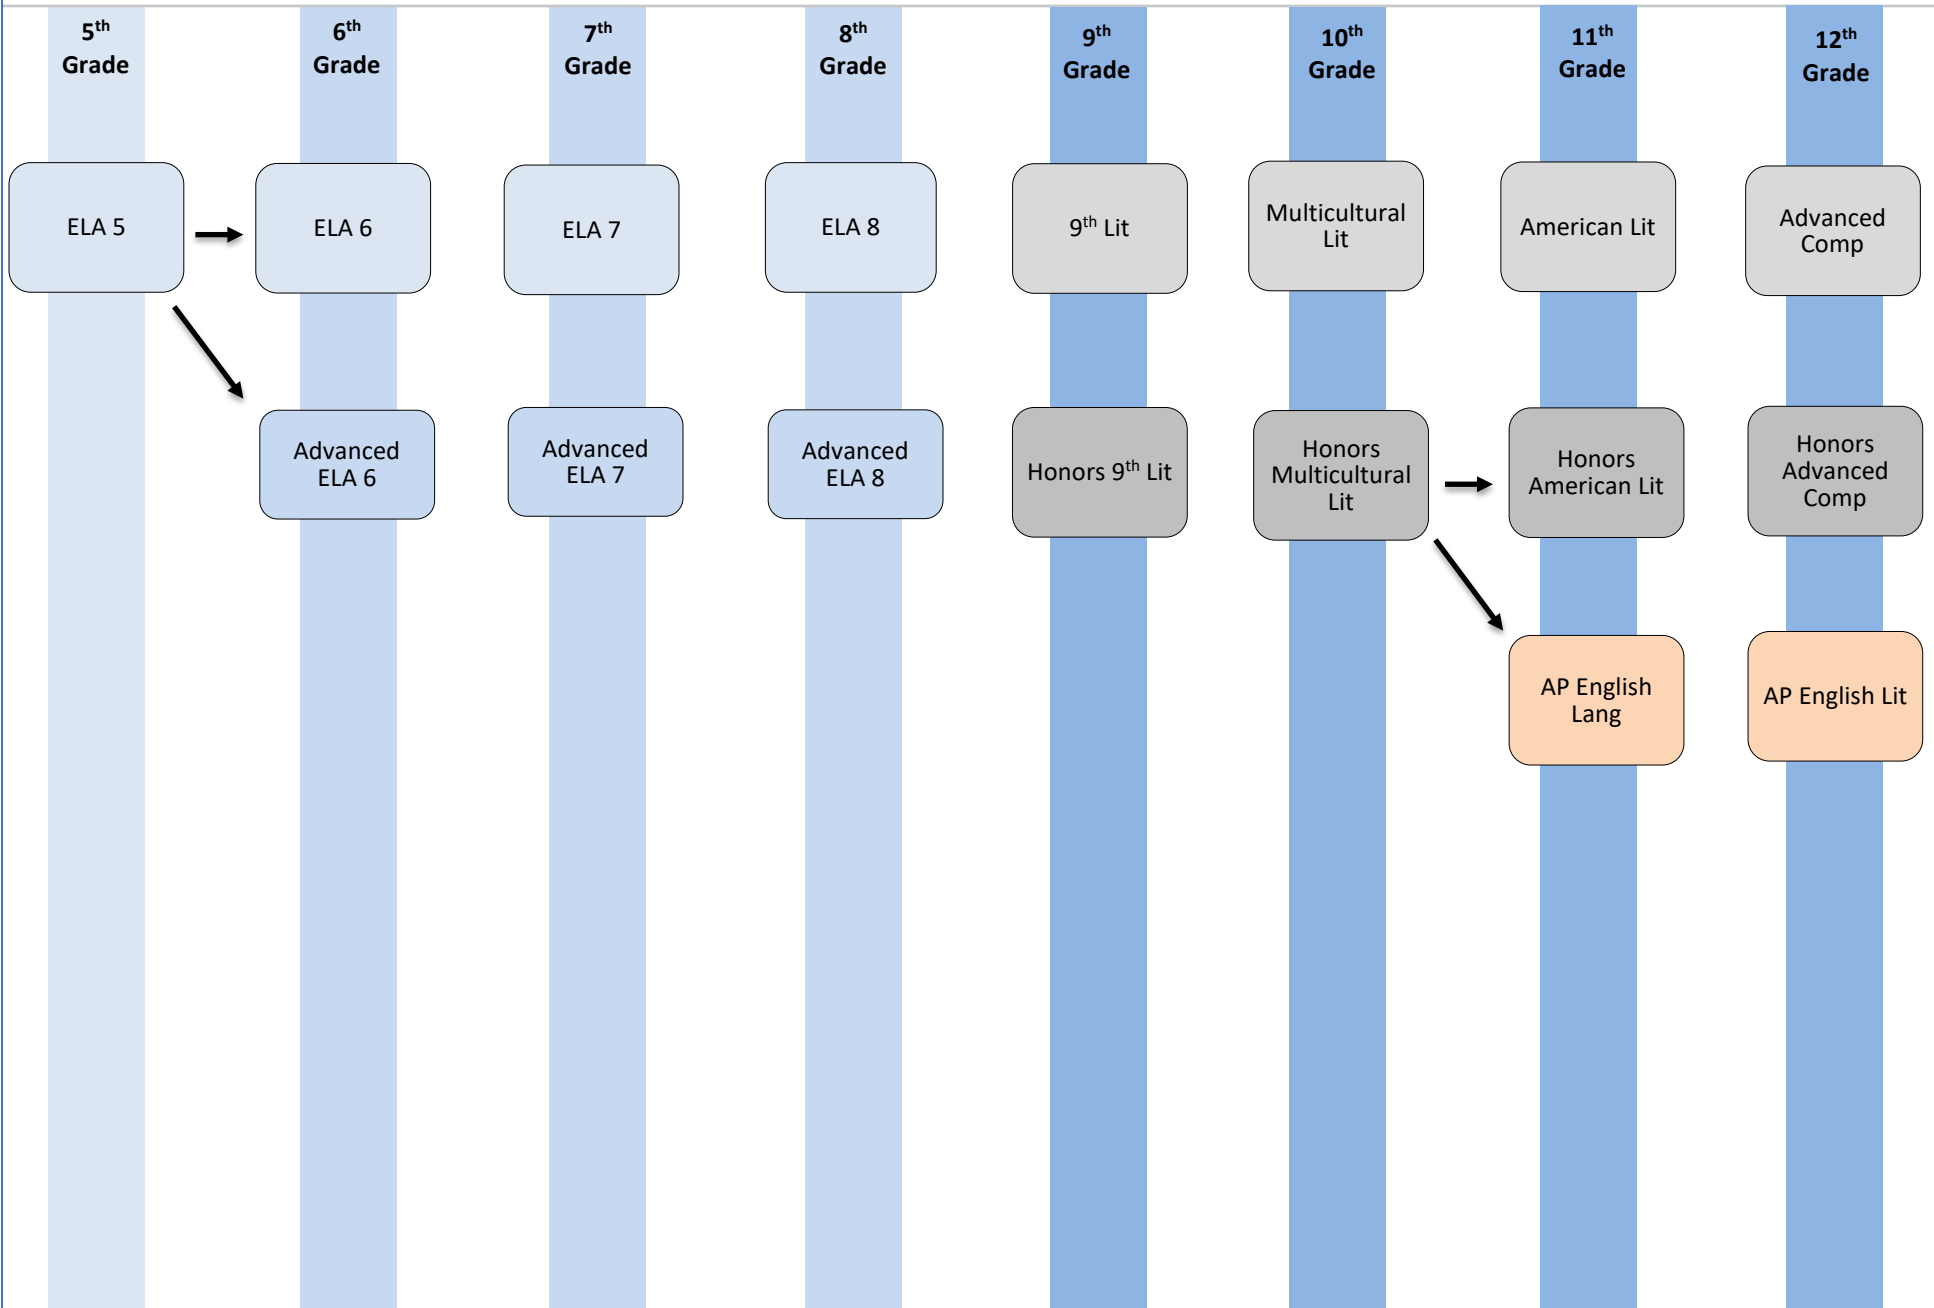 5th
Grade
6th
Grade
7th
Grade
8th
Grade
9th
Grade
10th
Grade
11th
Grade
12th
Grade
ELA 5
ELA 6
ELA 7
ELA 8
9th Lit
Multicultural
Lit
American Lit
Advanced
Comp
Advanced
ELA 6
Advanced
ELA 7
Advanced
ELA 8
Honors 9th Lit
Honors
Multicultural
Lit
Honors
American Lit
Honors
Advanced
Comp
AP English
Lang
AP English Lit